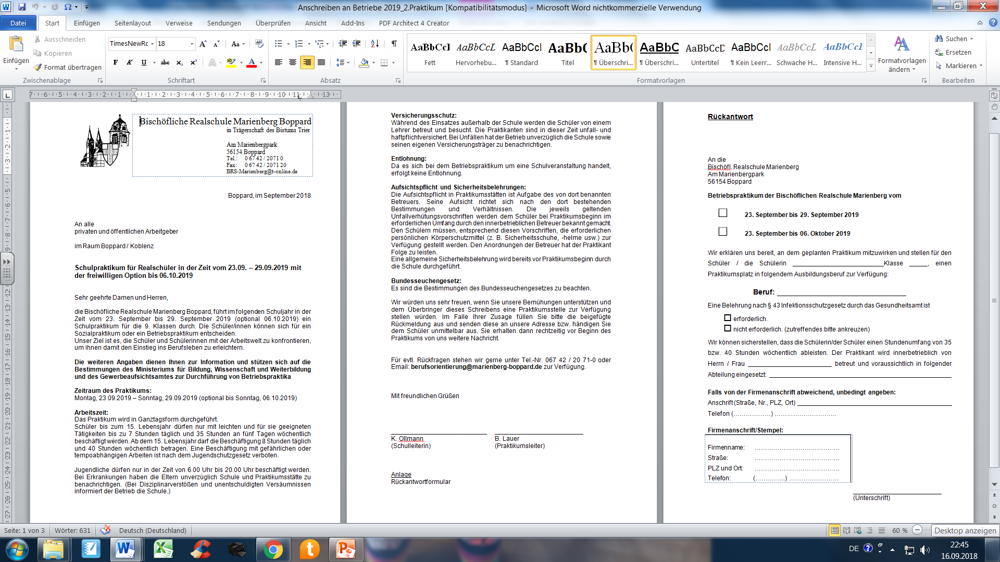 Anschreiben an Betriebe 2019_2.Praktikum [Kompatibilitätsmodus] - Microsoft Word nichtkommerzielle Verwendung
Datei Start Einfügen Seitenlayout Verweise Sendungen Überprüfen Ansicht Add-Ins PDF Architect 4 Creator
Einfügen
Ausschneiden
Kopieren
Format übertragen
Zwischenablage
TimesNewRo 18
F K U abc
Schriftart
Absatz
AaBbCcI AaBbCcL AaBbCcI AaBb( AaBb( AaBbC AaBbCcD AaBbCcI AaBbCcL AaBbCcI
Fett Hervorhebu... ¶ Standard Titel ¶ Überschri... ¶ Überschri... Untertitel ¶ Kein Leerr... Schwache H... Intensive H...
Formatvorlagen
Formatvorlagen ändern
Suchen
Ersetzen
Markieren
Bearbeiten
Bischöfliche Realschule Marienberg Boppard
in Trägerschaft des Bistums Trier
Am Marienbergpark
56154 Boppard
Tel.: 0 67 42 / 2071 0
Fax: 0 67 42 / 2071 20
BRS-Marienberg@t-online.de
Boppard, im September 2018
An alle
privaten und öffentlichen Arbeitgeber
im Raum Boppard / Koblenz
Schulpraktikum für Realschüler in der Zeit vom 23.09. – 29.09.2019 mit
der freiwilligen Option bis 06.10.2019
Sehr geehrte Damen und Herren,
die Bischöfliche Realschule Marienberg Boppard, führt im folgenden Schuljahr in der
Zeit vom 23. September bis 29. September 2019 (optional 06.10.2019) ein
Schulpraktikum für die 9. Klassen durch. Die Schüler/innen können sich für ein
Sozialpraktikum oder ein Betriebspraktikum entscheiden.
Unser Ziel ist es, die Schüler und Schülerinnen mit der Arbeitswelt zu konfrontieren,
um ihnen damit den Einstieg ins Berufsleben zu erleichtern.
Die weiteren Angaben dienen Ihnen zur Information und stützen sich auf die
Bestimmungen des Ministeriums für Bildung, Wissenschaft und Weiterbildung
und des Gewerbeaufsichtsamtes zur Durchführung von Betriebspraktika
Zeitraum des Praktikums:
Montag, 23.09.2019 – Sonntag, 29.09.2019 (optional bis Sonntag, 06.10.2019)
Arbeitszeit:
Das Praktikum wird in Ganztagsform durchgeführt.
Schüler bis zum 15. Lebensjahr dürfen nur mit leichten und für sie geeigneten
Tätigkeiten bis zu 7 Stunden täglich und 35 Stunden an fünf Tagen wöchentlich
beschäftigt werden. Ab dem 15. Lebensjahr darf die Beschäftigung 8 Stunden täglich
und 40 Stunden wöchentlich betragen. Eine Beschäftigung mit gefährlichen oder
tempoabhängigen Arbeiten ist nach dem Jugendschutzgesetz verboten.
Jugendliche dürfen nur in der Zeit von 6.00 Uhr bis 20.00 Uhr beschäftigt werden.
Bei Erkrankungen haben die Eltern unverzüglich Schule und Praktikumsstätte zu
benachrichtigen. (Bei Disziplinarverstößen und unentschuldigten Versäumnissen
informiert der Betrieb die Schule.)
Versicherungsschutz:
Während des Einsatzes außerhalb der Schule werden die Schüler von einem
Lehrer betreut und besucht. Die Praktikanten sind in dieser Zeit unfall- und
haftpflichtversichert. Bei Unfällen hat der Betrieb unverzüglich die Schule sowie
seinen eigenen Versicherungsträger zu benachrichtigen.
Entlohnung:
Da es sich bei dem Betriebspraktikum um eine Schulveranstaltung handelt,
erfolgt keine Entlohnung.
Aufsichtspflicht und Sicherheitsbelehrungen:
Die Aufsichtspflicht in Praktikumsstätten ist Aufgabe des von dort benannten
Betreuers. Seine Aufsicht richtet sich nach den dort bestehenden
Bestimmungen und Verhältnissen. Die jeweils geltenden
Unfallverhütungsvorschriften werden dem Schüler bei Praktikumsbeginn im
erforderlichen Umfang durch den innerbetrieblichen Betreuer bekannt gemacht.
Den Schülern müssen, entsprechend diesen Vorschriften, die erforderlichen
persönlichen Körperschutzmittel (z. B. Sicherheitsschuhe, -helme usw.) zur
Verfügung gestellt werden. Den Anordnungen der Betreuer hat der Praktikant
Folge zu leisten.
Eine allgemeine Sicherheitsbelehrung wird bereits vor Praktikumsbeginn durch
die Schule durchgeführt.
Bundesseuchengesetz:
Es sind die Bestimmungen des Bundesseuchengesetzes zu beachten.
Wir würden uns sehr freuen, wenn Sie unsere Bemühungen unterstützen und
dem Überbringer dieses Schreibens eine Praktikumsstelle zur Verfügung
stellen würden. Im Falle Ihrer Zusage füllen Sie bitte die beigefügte
Rückmeldung aus und senden diese an unsere Adresse bzw. händigen Sie
dem Schüler unmittelbar aus. Sie erhalten dann rechtzeitig vor Beginn des
Praktikums von uns weitere Nachricht.
Für evtl. Rückfragen stehen wir gerne unter Tel.-Nr. 067 42 / 20 71-0 oder
Email: berufsorientierung@marienberg-boppard.de zur Verfügung.
Mit freundlichen Grüßen
K. Ollmann B. Lauer
(Schulleiterin) (Praktikumsleiter)
Anlage
Rückantwortformular
Rückantwort
An die
Bischöfl. Realschule Marienberg
Am Marienbergpark
56154 Boppard
Betriebspraktikum der Bischöflichen Realschule Marienberg vom
23. September bis 29. September 2019
23. September bis 06. Oktober 2019
Wir erklären uns bereit, an dem geplanten Praktikum mitzuwirken und stellen für den
Schüler / die Schülerin ____________ Klasse _____, einen
Praktikumsplatz in folgendem Ausbildungsberuf zur Verfügung:
Beruf: ____________
Eine Belehrung nach § 43 Infektionsschutzgesetz durch das Gesundheitsamt ist
erforderlich.
nicht erforderlich. (zutreffendes bitte ankreuzen)
Wir können sicherstellen, dass die Schülerin/der Schüler einen Stundenumfang von 35
bzw. 40 Stunden wöchentlich ableisten. Der Praktikant wird innerbetrieblich von
Herrn / Frau ____________ betreut und voraussichtlich in folgender
Abteilung eingesetzt: ____________
Falls von der Firmenanschrift abweichend, unbedingt angeben:
Anschrift (Straße, Nr., PLZ, Ort) ____________
Telefon (………………) …………………………
Firmenanschrift/Stempel:
Firmenname: …………………………………..
Straße: …………………………………..
PLZ und Ort: …………………………………..
Telefon: (…………...) ……………………
(Unterschrift)
Seite: 1 von 3 Wörter: 631 Deutsch (Deutschland) 60 % Desktop anzeigen
DE 22:45
16.09.2018